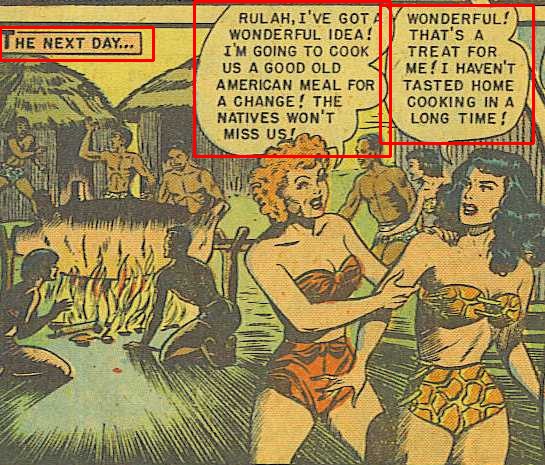 THE NEXT DAY...
RULAH, I'VE GOT A
WONDERFUL IDEA!
I'M GOING TO COOK
US A GOOD OLD
AMERICAN MEAL FOR
A CHANGE! THE
NATIVES WON'T
MISS US!
WONDERFUL!
THAT'S A
TREAT FOR
ME! I HAVEN'T
TASTED HOME
COOKING IN A
LONG TIME!